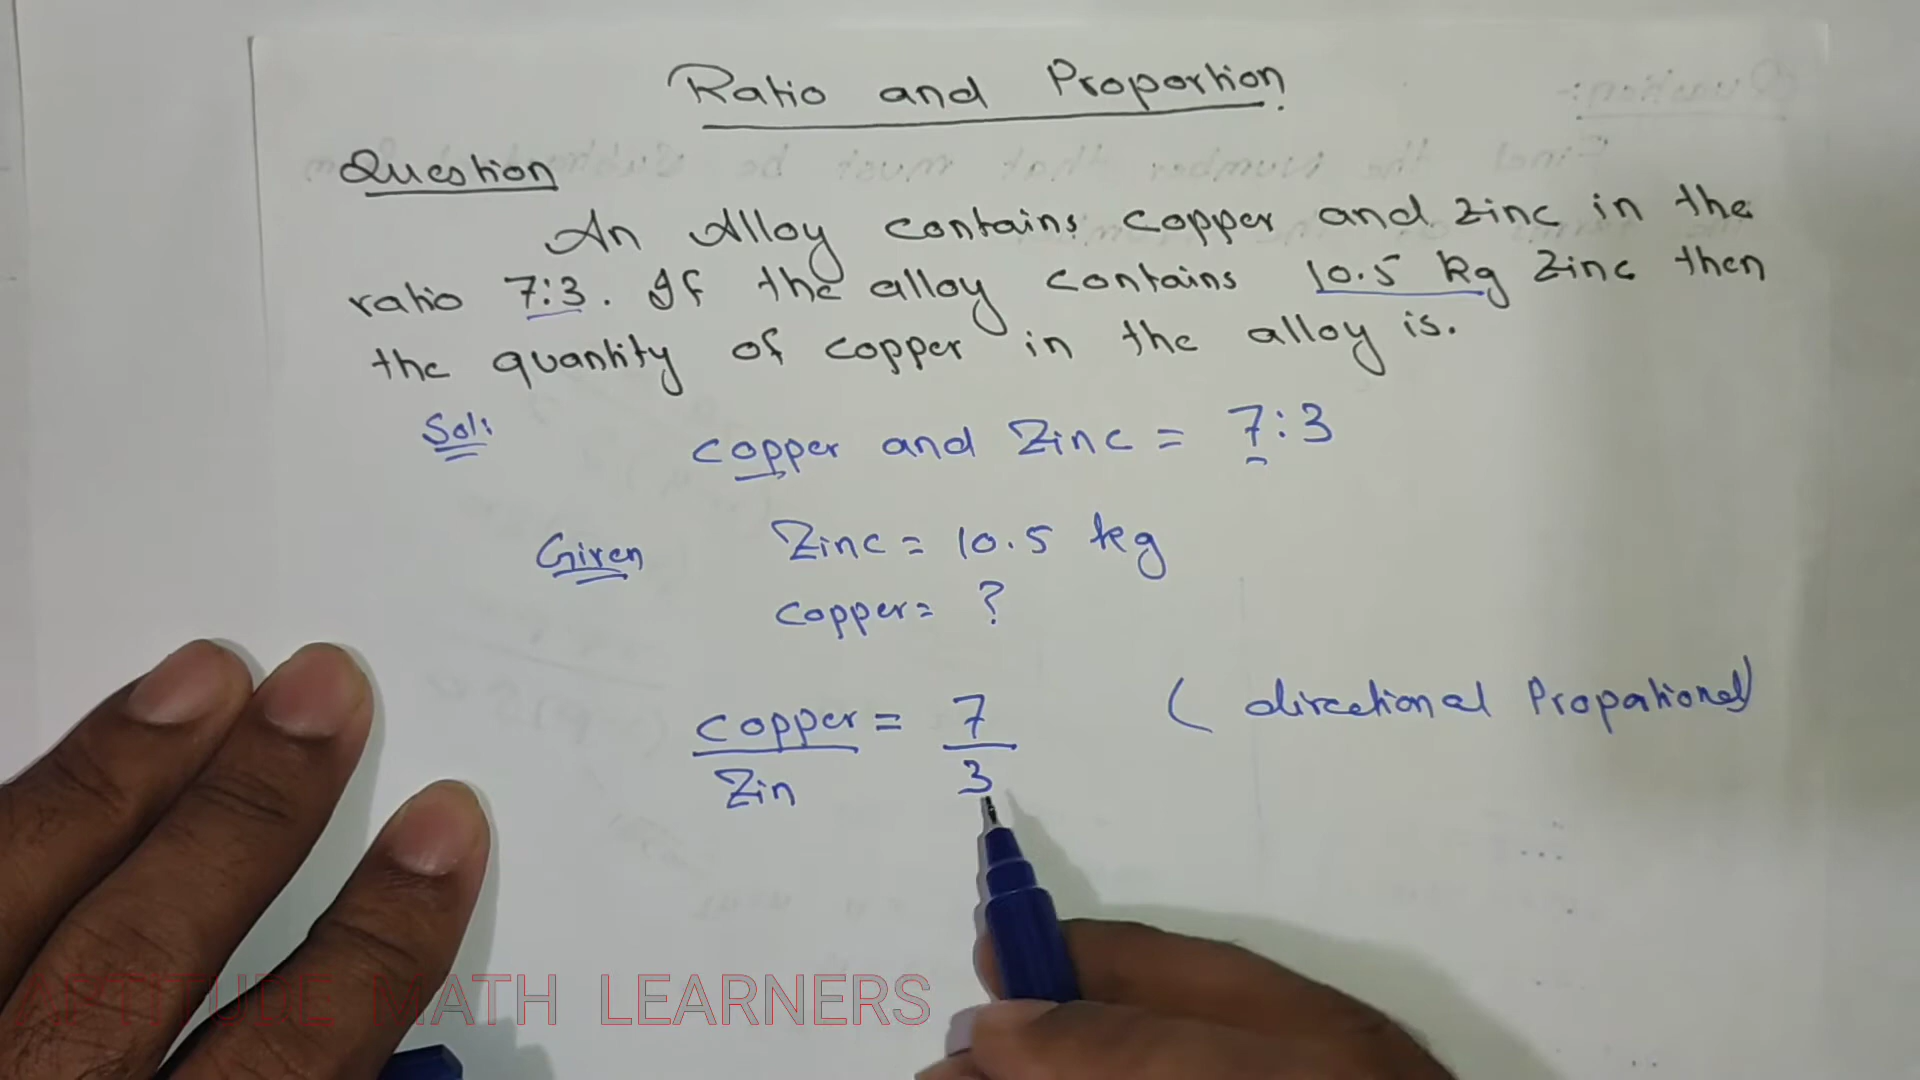 Ratio and Proportion
Question
An Alloy contains copper and Zinc in the
ratio 7:3. If the alloy contains 10.5 kg Zinc then
the quantity of copper in the alloy is.
Sol:
copper and Zinc = 7:3
Given Zinc = 10.5 kg
copper = ?
copper = 7 ( directional Propational)
Zin 3
APTITUDE MATH LEARNERS